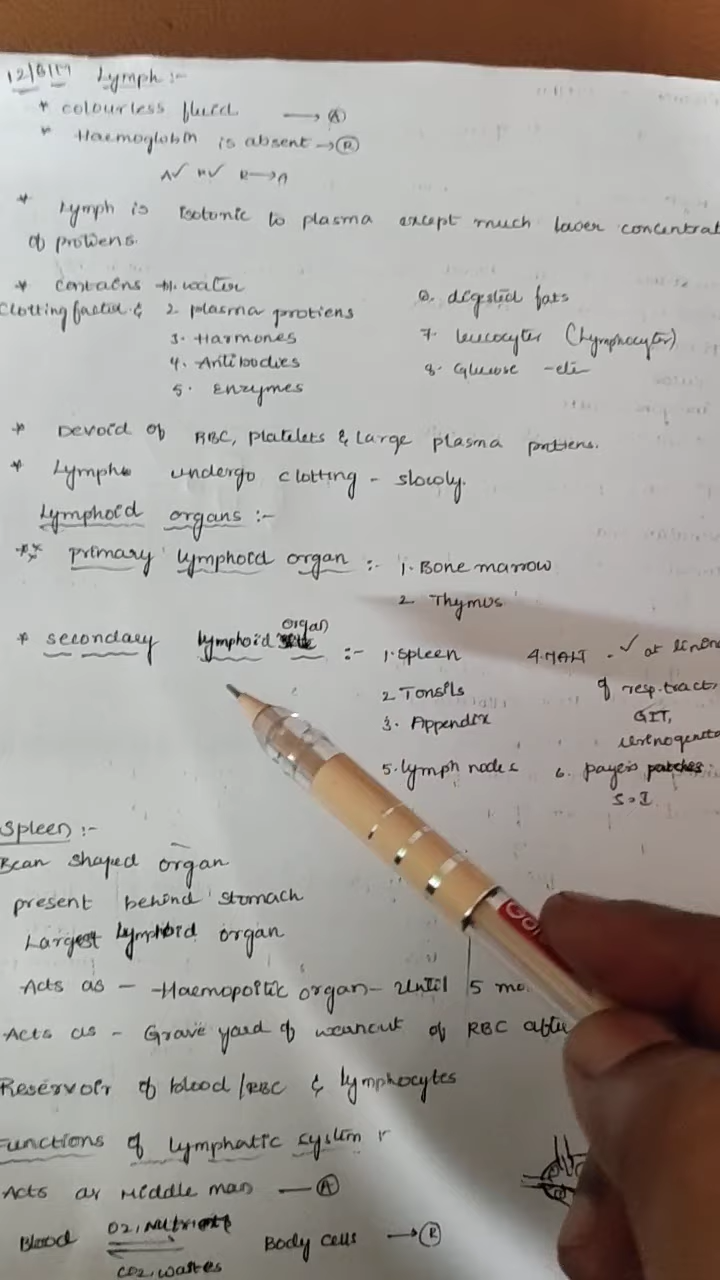 12/6/19 Lymph :-
* colourless fluid → (A)
* Haemoglobin is absent → (R)
A✓ R✓ R→A
* Lymph is isotonic to plasma except much lower concentrat
of protiens.
* contains 1. water
Clotting factor & 2. plasma protiens
3. Harmones
4. Antibodies
5. Enzymes
6. digested fats
7. Leucocytes (Lymphocytes)
8. Glucose - etc
* Devoid of RBC, platelets & large plasma protiens.
* Lymph undergo clotting - slowly.
Lymphoid organs :-
* primary lymphoid organ :- 1. Bone marrow
2. Thymus
* secondary lymphoid organ :- 1. spleen
2 Tonsils
3. Appendix
4. MALT - ✓ at linin
of resp. tract,
GIT,
5. lymph nodes
6. payers patches
S.I
Spleen :-
Bean shaped organ
present behind stomach
Largest lymphoid organ
Acts as - Haemopoitic organ - until 5 mo
Acts as - Grave yard of of RBC afte
Reservoir of blood / RBC & lymphocytes
Functions of lymphatic system
Acts as Middle man — (A)
Blood O2, Nutrients Body cells → (R)
CO2, wastes